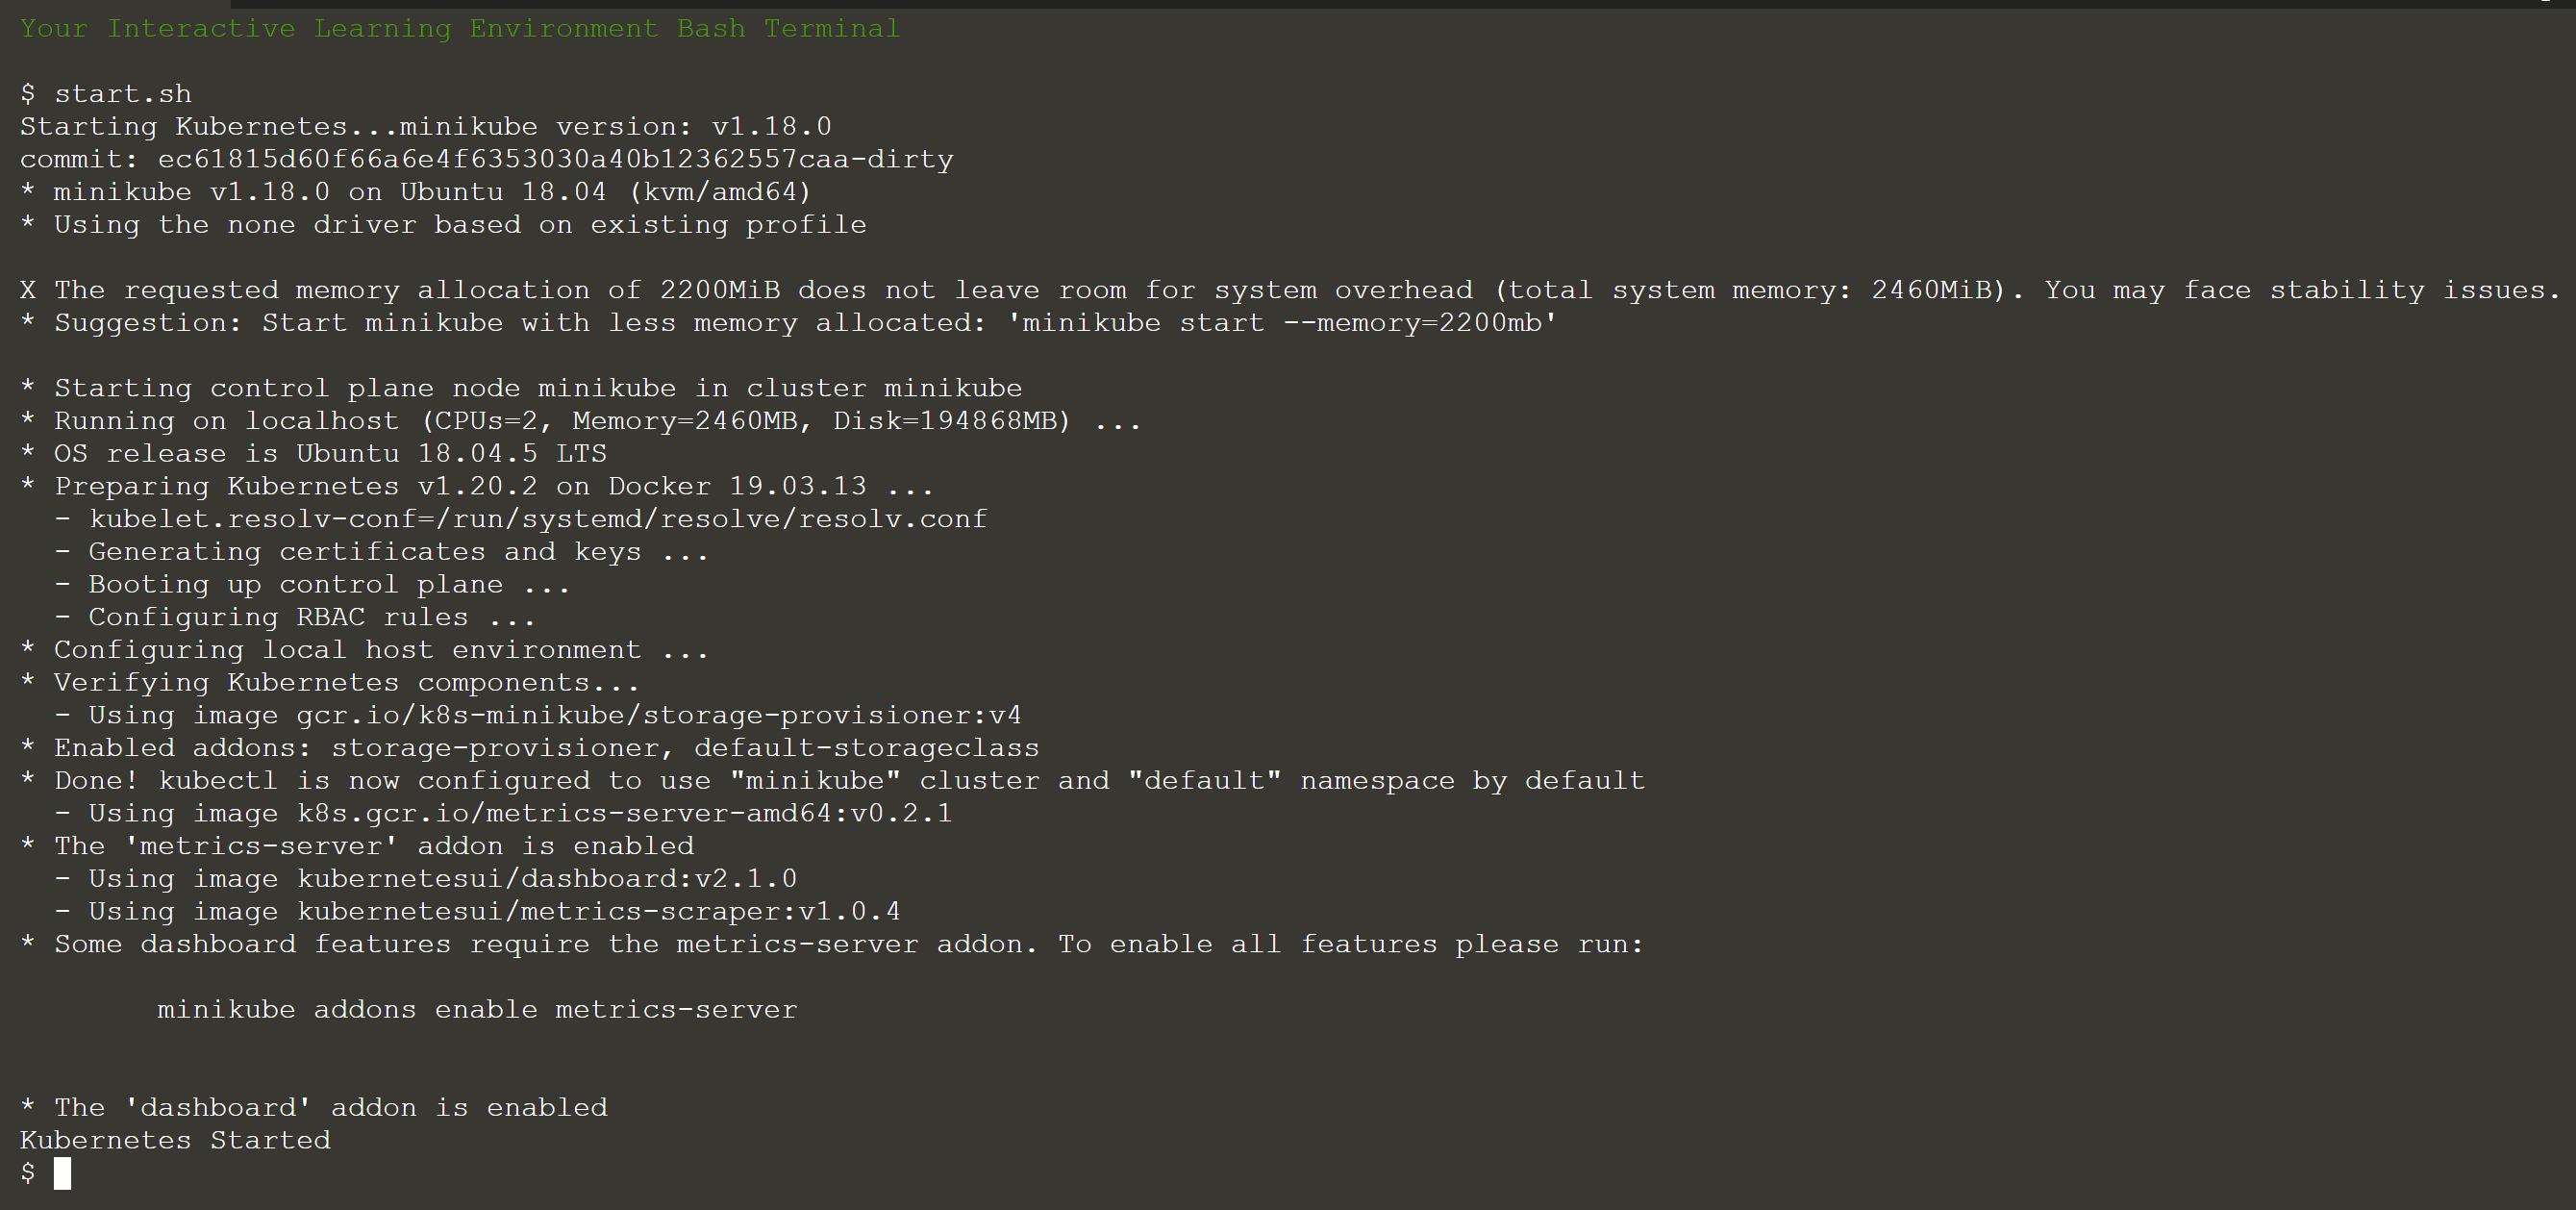 Your Interactive Learning Environment Bash Terminal
$ start.sh
Starting Kubernetes...minikube version: v1.18.0
commit: ec61815d60f66a6e4f6353030a40b12362557caa-dirty
* minikube v1.18.0 on Ubuntu 18.04 (kvm/amd64)
* Using the none driver based on existing profile
X The requested memory allocation of 2200MiB does not leave room for system overhead (total system memory: 2460MiB). You may face stability issues.
* Suggestion: Start minikube with less memory allocated: 'minikube start --memory=2200mb'
* Starting control plane node minikube in cluster minikube
* Running on localhost (CPUs=2, Memory=2460MB, Disk=194868MB) ...
* OS release is Ubuntu 18.04.5 LTS
* Preparing Kubernetes v1.20.2 on Docker 19.03.13 ...
  - kubelet.resolv-conf=/run/systemd/resolve/resolv.conf
  - Generating certificates and keys ...
  - Booting up control plane ...
  - Configuring RBAC rules ...
* Configuring local host environment ...
* Verifying Kubernetes components...
  - Using image gcr.io/k8s-minikube/storage-provisioner:v4
* Enabled addons: storage-provisioner, default-storageclass
* Done! kubectl is now configured to use "minikube" cluster and "default" namespace by default
  - Using image k8s.gcr.io/metrics-server-amd64:v0.2.1
* The 'metrics-server' addon is enabled
  - Using image kubernetesui/dashboard:v2.1.0
  - Using image kubernetesui/metrics-scraper:v1.0.4
* Some dashboard features require the metrics-server addon. To enable all features please run:
        minikube addons enable metrics-server
* The 'dashboard' addon is enabled
Kubernetes Started
$